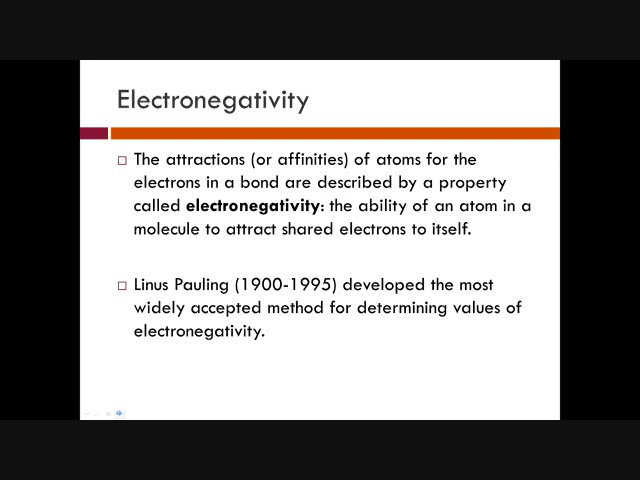 Electronegativity
The attractions (or affinities) of atoms for the
electrons in a bond are described by a property
called electronegativity: the ability of an atom in a
molecule to attract shared electrons to itself.
Linus Pauling (1900-1995) developed the most
widely accepted method for determining values of
electronegativity.